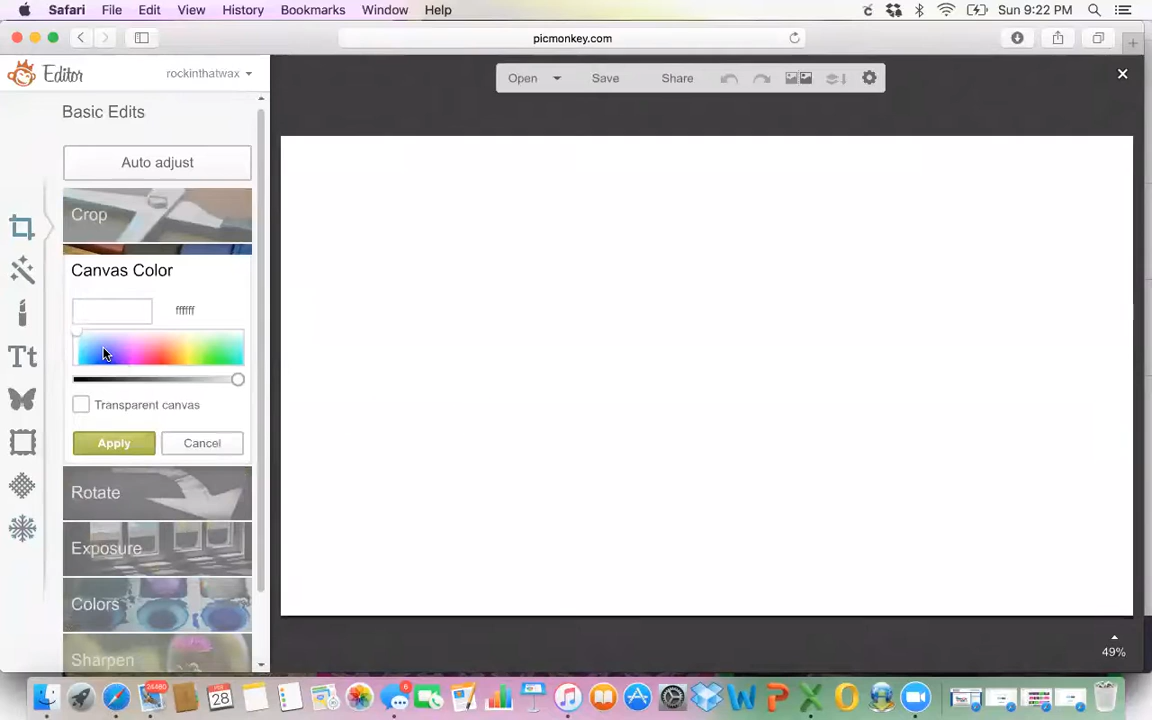 Safari File Edit View History Bookmarks Window Help Sun 9:22 PM
picmonkey.com
Editor rockinthatwax
Open Save Share
Basic Edits
Auto adjust
Crop
Canvas Color
ffffff
Transparent canvas
Apply Cancel
Tt
Rotate
Exposure
Colors
Sharpen
49%